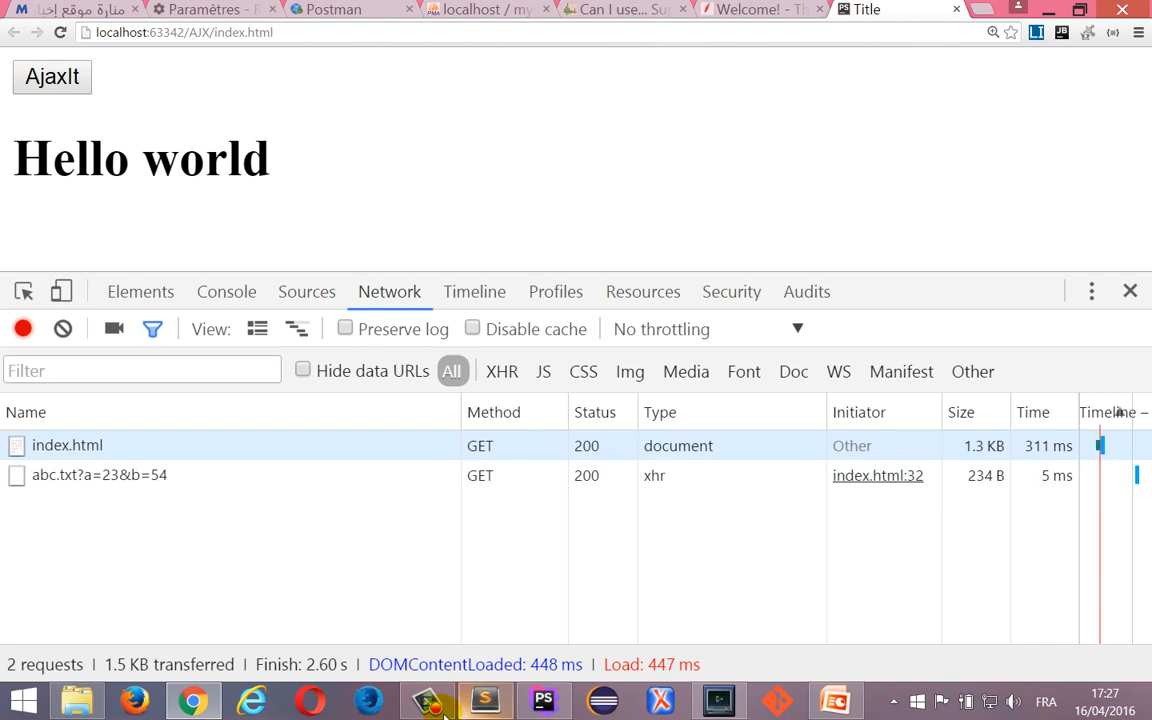 منارة موقع إخبا
Paramètres - B
Postman
localhost / mys
Can I use... Sup
Welcome! - Th
Title
localhost:63342/AJX/index.html
AjaxIt
Hello world
Elements Console Sources Network Timeline Profiles Resources Security Audits
View: Preserve log Disable cache No throttling
Filter Hide data URLs All XHR JS CSS Img Media Font Doc WS Manifest Other
Name Method Status Type Initiator Size Time Timeline –
index.html GET 200 document Other 1.3 KB 311 ms
abc.txt?a=23&b=54 GET 200 xhr index.html:32 234 B 5 ms
2 requests | 1.5 KB transferred | Finish: 2.60 s | DOMContentLoaded: 448 ms | Load: 447 ms
FRA
17:27
16/04/2016